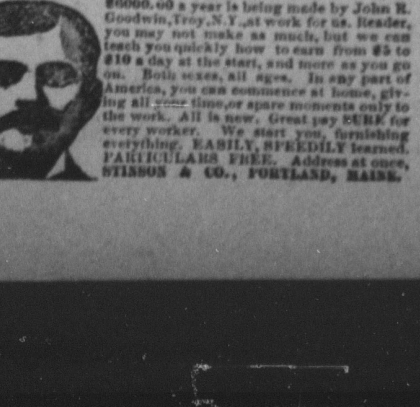 $6000.00 a year is being made by John R.
Goodwin, Troy, N.Y., at work for us. Reader,
you may not make as much, but we can
teach you quickly how to earn from $5 to
$10 a day at the start, and more as you go
on. Both sexes, all ages. In any part of
America, you can commence at home, giv-
ing all your time, or spare moments only to
the work. All is new. Great pay SURE for
every worker. We start you, furnishing
everything. EASILY, SPEEDILY learned.
PARTICULARS FREE. Address at once,
STINSON & CO., PORTLAND, MAINE.